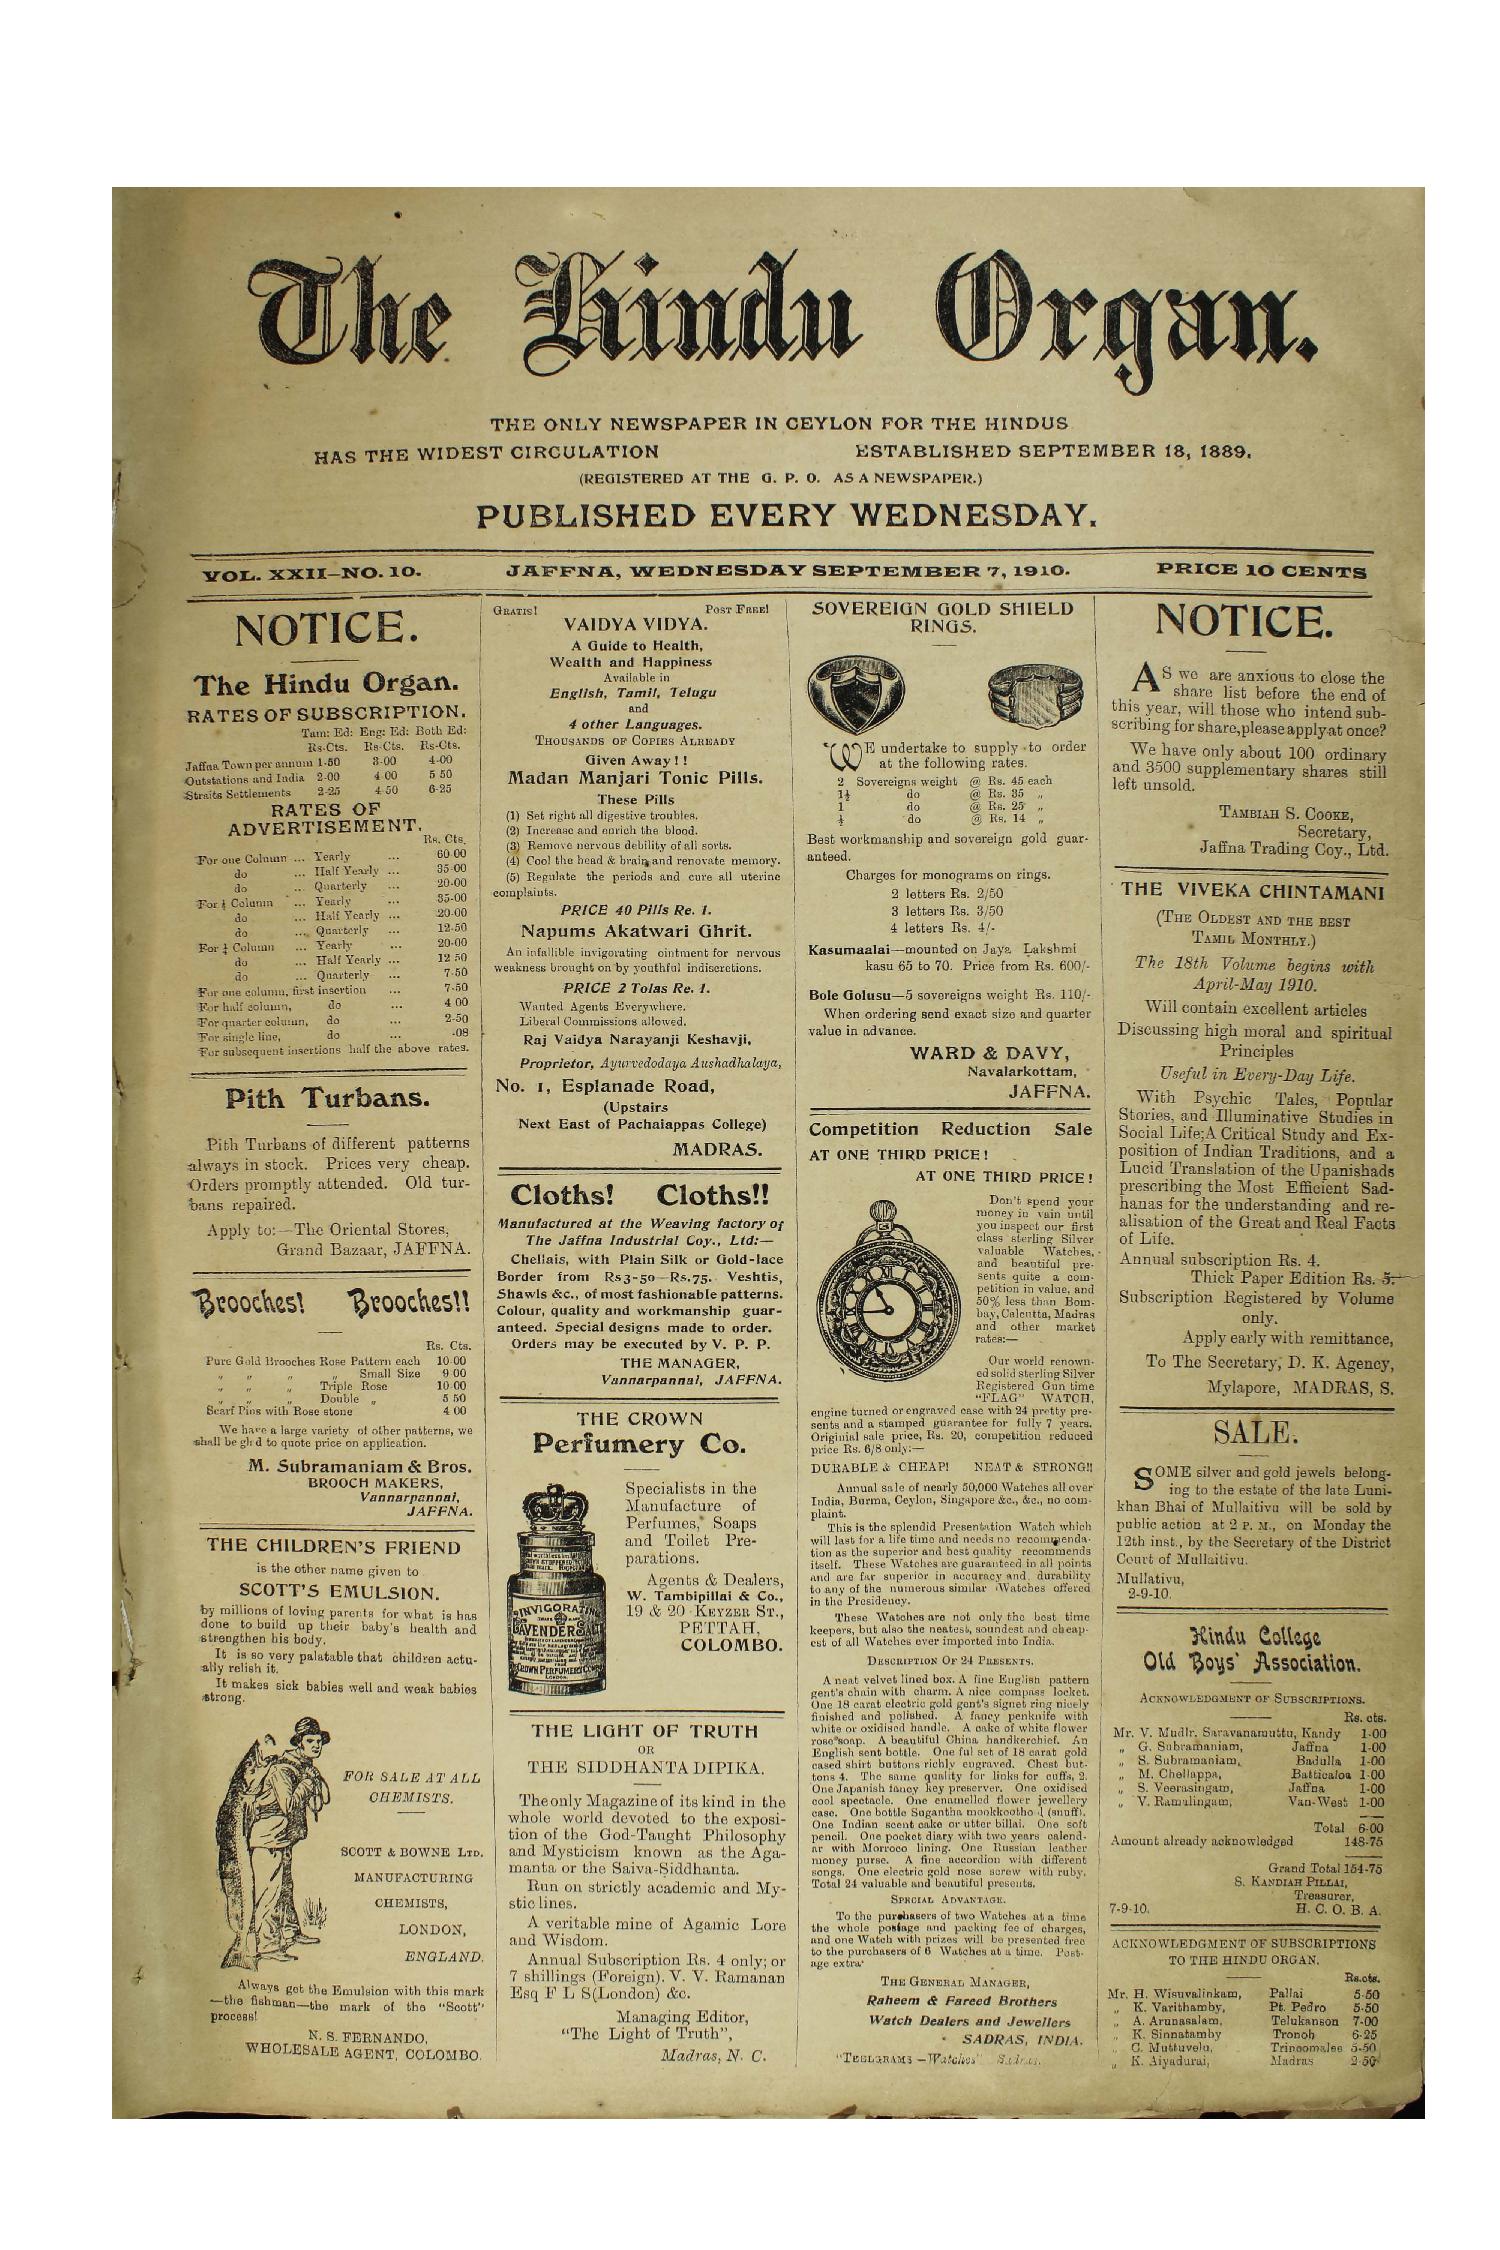 The Hindu Organ.
THE ONLY NEWSPAPER IN CEYLON FOR THE HINDUS
HAS THE WIDEST CIRCULATION ESTABLISHED SEPTEMBER 18, 1889.
(REGISTERED AT THE G. P. O. AS A NEWSPAPER.)
PUBLISHED EVERY WEDNESDAY.
VOL. XXII—NO. 10. JAFFNA, WEDNESDAY SEPTEMBER 7, 1910. PRICE 10 CENTS
NOTICE.
The Hindu Organ.
RATES OF SUBSCRIPTION.
Tam: Ed: Eng: Ed: Both Ed:
Rs-Cts. Rs-Cts. Rs-Cts.
Jaffna Town per annum 1-50 3-00 4-00
Outstations and India 2-00 4 00 5 50
Straits Settlements 2-25 4 50 6-25
RATES OF
ADVERTISEMENT.
Rs. Cts.
For one Column ... Yearly ... 60-00
do ... Half Yearly ... 35-00
do ... Quarterly ... 20-00
For ½ Column ... Yearly ... 35-00
do ... Half Yearly ... 20-00
do ... Quarterly ... 12-50
For ¼ Column ... Yearly ... 20-00
do ... Half Yearly ... 12 50
do ... Quarterly ... 7-50
For one column, first insertion ... 7-50
For half column, do ... 4 00
For quarter column, do ... 2-50
For single line, do ... .08
For subsequent insertions half the above rates.
Pith Turbans.
Pith Turbans of different patterns
always in stock. Prices very cheap.
Orders promptly attended. Old tur-
bans repaired.
Apply to:—The Oriental Stores,
Grand Bazaar, JAFFNA.
Brooches! Brooches!!
Rs. Cts.
Pure Gold Brooches Rose Pattern each 10-00
„ „ „ „ Small Size 9 00
„ „ „ Triple Rose 10-00
„ „ „ Double „ 5 50
Scarf Pins with Rose stone 4 00
We have a large variety of other patterns, we
shall be glad to quote price on application.
M. Subramaniam & Bros.
BROOCH MAKERS,
Vannarpannai,
JAFFNA.
THE CHILDREN'S FRIEND
is the other name given to
SCOTT'S EMULSION.
by millions of loving parents for what is has
done to build up their baby's health and
strengthen his body.
It is so very palatable that children actu-
ally relish it.
It makes sick babies well and weak babies
strong.
FOR SALE AT ALL
CHEMISTS.
SCOTT & BOWNE LTD.
MANUFACTURING
CHEMISTS,
LONDON,
ENGLAND.
Always get the Emulsion with this mark
—the fishman—the mark of the "Scott"
process!
N. S. FERNANDO,
WHOLESALE AGENT, COLOMBO.
GRATIS! POST FREE!
VAIDYA VIDYA.
A Guide to Health,
Wealth and Happiness
Available in
English, Tamil, Telugu
and
4 other Languages.
THOUSANDS OF COPIES ALREADY
Given Away!!
Madan Manjari Tonic Pills.
These Pills
(1) Set right all digestive troubles.
(2) Increase and enrich the blood.
(3) Remove nervous debility of all sorts.
(4) Cool the head & brain and renovate memory.
(5) Regulate the periods and cure all uterine
complaints.
PRICE 40 Pills Re. 1.
Napums Akatwari Ghrit.
An infallible invigorating ointment for nervous
weakness brought on by youthful indiscretions.
PRICE 2 Tolas Re. 1.
Wanted Agents Everywhere.
Liberal Commissions allowed.
Raj Vaidya Narayanji Keshavji,
Proprietor, Ayurvedodaya Aushadhalaya,
No. 1, Esplanade Road,
(Upstairs
Next East of Pachaiappas College)
MADRAS.
Cloths! Cloths!!
Manufactured at the Weaving factory of
The Jaffna Industrial Coy., Ltd:—
Chellais, with Plain Silk or Gold-lace
Border from Rs3-50—Rs.75. Veshtis,
Shawls &c., of most fashionable patterns.
Colour, quality and workmanship guar-
anteed. Special designs made to order.
Orders may be executed by V. P. P.
THE MANAGER,
Vannarpannai, JAFFNA.
THE CROWN
Perfumery Co.
INVIGORATING
LAVENDER SALTS
CROWN PERFUMERY COMPY
LONDON
Specialists in the
Manufacture of
Perfumes, Soaps
and Toilet Pre-
parations.
Agents & Dealers,
W. Tambipillai & Co.,
19 & 20 KEYZER ST.,
PETTAH,
COLOMBO.
THE LIGHT OF TRUTH
OR
THE SIDDHANTA DIPIKA.
The only Magazine of its kind in the
whole world devoted to the exposi-
tion of the God-Taught Philosophy
and Mysticism known as the Aga-
manta or the Saiva-Siddhanta.
Run on strictly academic and My-
stic lines.
A veritable mine of Agamic Lore
and Wisdom.
Annual Subscription Rs. 4 only; or
7 shillings (Foreign). V. V. Ramanan
Esq F L S (London) &c.
Managing Editor,
"The Light of Truth",
Madras, N. C.
SOVEREIGN GOLD SHIELD
RINGS.
WE undertake to supply to order
at the following rates.
2 Sovereigns weight @ Rs. 45 each
1½ do @ Rs. 35 „
1 do @ Rs. 25 „
½ do @ Rs. 14 „
Best workmanship and sovereign gold guar-
anteed.
Charges for monograms on rings.
2 letters Rs. 2/50
3 letters Rs. 3/50
4 letters Rs. 4/-
Kasumaalai—mounted on Jaya Lakshmi
kasu 65 to 70. Price from Rs. 600/-
Bole Golusu—5 sovereigns weight Rs. 110/-
When ordering send exact size and quarter
value in advance.
WARD & DAVY,
Navalarkottam,
JAFFNA.
Competition Reduction Sale
AT ONE THIRD PRICE!
AT ONE THIRD PRICE!
Don't spend your
money in vain until
you inspect our first
class sterling Silver
valuable Watches,
and beautiful pre-
sents quite a com-
petition in value, and
50% less than Bom-
bay, Calcutta, Madras
and other market
rates:—
Our world renown-
ed solid sterling Silver
Registered Gun time
"FLAG" WATCH,
engine turned or engraved case with 24 pretty pre-
sents and a stamped guarantee for fully 7 years.
Originial sale price, Rs. 20, competition reduced
price Rs. 6/8 only:—
DURABLE & CHEAP! NEAT & STRONG!!
Annual sale of nearly 50,000 Watches all over
India, Burma, Ceylon, Singapore &c., &c., no com-
plaint.
This is the splendid Presentation Watch which
will last for a life time and needs no recommenda-
tion as the superior and best quality recommends
itself. These Watches are guaranteed in all points
and are far superior in accuracy and durability
to any of the numerous similar Watches offered
in the Presidency.
These Watches are not only the best time
keepers, but also the neatest, soundest and cheap-
est of all Watches ever imported into India.
DESCRIPTION OF 24 PRESENTS.
A neat velvet lined box. A fine English pattern
gent's chain with charm. A nice compass locket.
One 18 carat electric gold gent's signet ring nicely
finished and polished. A fancy penknife with
white or oxidised handle. A cake of white flower
rose soap. A beautiful China handkerchief. An
English sent bottle. One ful set of 18 carat gold
cased shirt buttons richly engraved. Chest but-
tons 4. The same quality for links for cuffs, 2.
One Japanish fancy key preserver. One oxidised
cool spectacle. One enamelled flower jewellery
case. One bottle Sugantha (snuff).
One Indian scent cake or utter billai. One soft
pencil. One pocket diary with two years calend-
ar with Morroco lining. One Russian leather
money purse. A fine accordion with different
songs. One electric gold nose screw with ruby.
Total 24 valuable and beautiful presents.
SPECIAL ADVANTAGE.
To the purchasers of two Watches at a time
the whole postage and packing fee of charges,
and one Watch with prizes will be presented free
to the purchasers of 6 Watches at a time. Post-
age extra
THE GENERAL MANAGER,
Raheem & Fareed Brothers
Watch Dealers and Jewellers
SADRAS, INDIA.
"TEELGRAMS—Watches" Sadras.
NOTICE.
AS we are anxious to close the
share list before the end of
this year, will those who intend sub-
scribing for share, please apply at once?
We have only about 100 ordinary
and 3500 supplementary shares still
left unsold.
TAMBIAH S. COOKE,
Secretary,
Jaffna Trading Coy., Ltd.
THE VIVEKA CHINTAMANI
(THE OLDEST AND THE BEST
TAMIL MONTHLY.)
The 18th Volume begins with
April-May 1910.
Will contain excellent articles
Discussing high moral and spiritual
Principles
Useful in Every-Day Life.
With Psychic Tales, Popular
Stories, and Illuminative Studies in
Social Life; A Critical Study and Ex-
position of Indian Traditions, and a
Lucid Translation of the Upanishads
prescribing the Most Efficient Sad-
hanas for the understanding and re-
alisation of the Great and Real Facts
of Life.
Annual subscription Rs. 4.
Thick Paper Edition Rs. 5.
Subscription Registered by Volume
only.
Apply early with remittance,
To The Secretary, D. K. Agency,
Mylapore, MADRAS, S.
SALE.
SOME silver and gold jewels belong-
ing to the estate of the late Luni-
khan Bhai of Mullaitivu will be sold by
public action at 2 P. M., on Monday the
12th inst., by the Secretary of the District
Court of Mullaitivu.
Mullativu,
2-9-10.
Hindu College
Old Boys' Association.
ACKNOWLEDGMENT OF SUBSCRIPTIONS.
Rs. cts.
Mr. V. Mudlr. Saravanamuttu, Kandy 1-00
„ G. Subramaniam, Jaffna 1-00
„ S. Subramaniam, Badulla 1-00
„ M. Chellappa, Batticaloa 1-00
„ S. Veerasingam, Jaffna 1-00
„ V. Ramalingam, Van-West 1-00
Total 6-00
Amount already acknowledged 148-75
Grand Total 154-75
S. KANDIAH PILLAI,
Treasurer,
7-9-10. H. C. O. B. A.
ACKNOWLEDGMENT OF SUBSCRIPTIONS
TO THE HINDU ORGAN.
Rs.cts.
Mr. H. Wisuvalinkam, Pallai 5-50
„ K. Varithamby, Pt. Pedro 5-50
„ A. Arunasalam, Telukanson 7-00
„ K. Sinnatamby Tronoh 6-25
„ G. Muttuvelu, Trincomalee 5-50
„ K. Aiyadurai, Madras 2-50